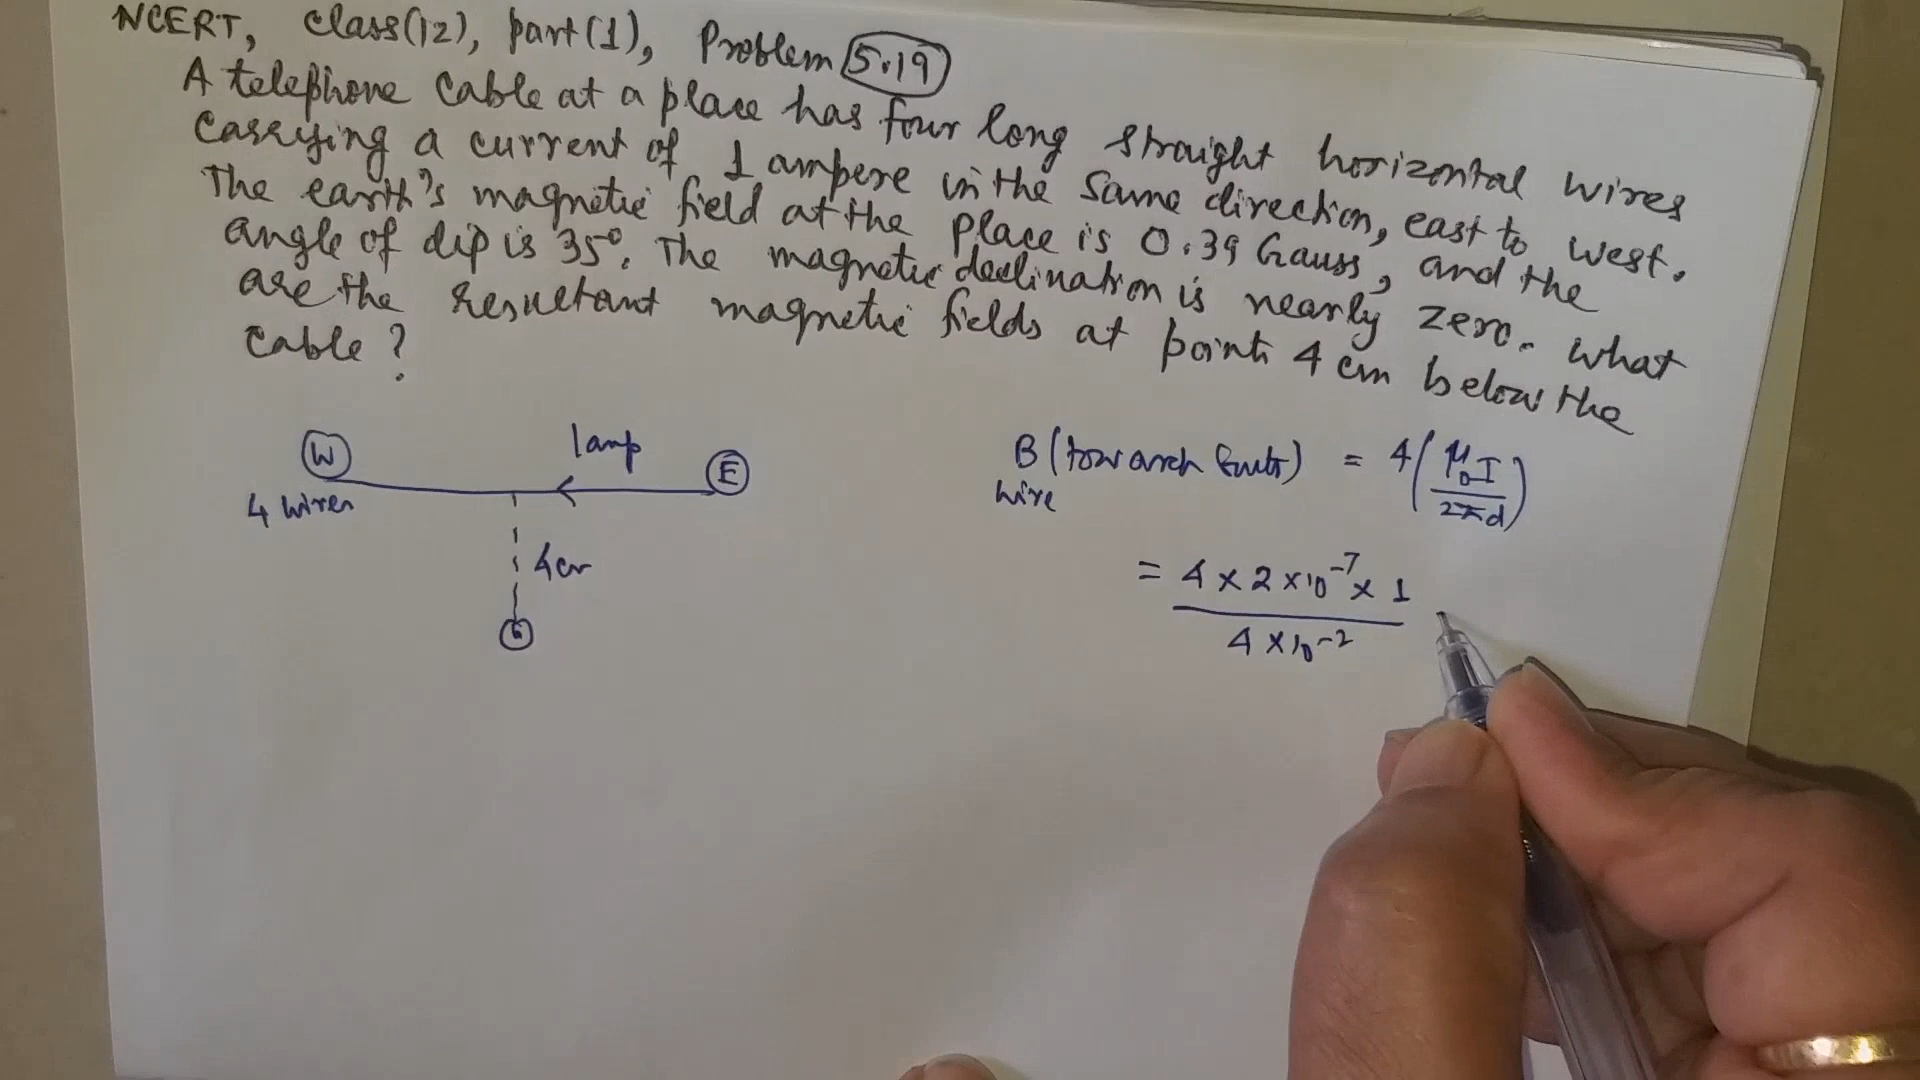 NCERT, Class(12), part(1), Problem 5.19
A telephone cable at a place has four long straight horizontal wires
carrying a current of 1 ampere in the same direction, east to west.
The earth's magnetic field at the place is 0.39 Gauss, and the
angle of dip is 35°. The magnetic declination is nearly zero. What
are the resultant magnetic fields at points 4 cm below the
cable?
W 1amp E
4 wires
4cm
B (towards ) = 4(μ₀I/2πd)
wire
= 4 × 2 × 10⁻⁷ × 1
4 × 10⁻²